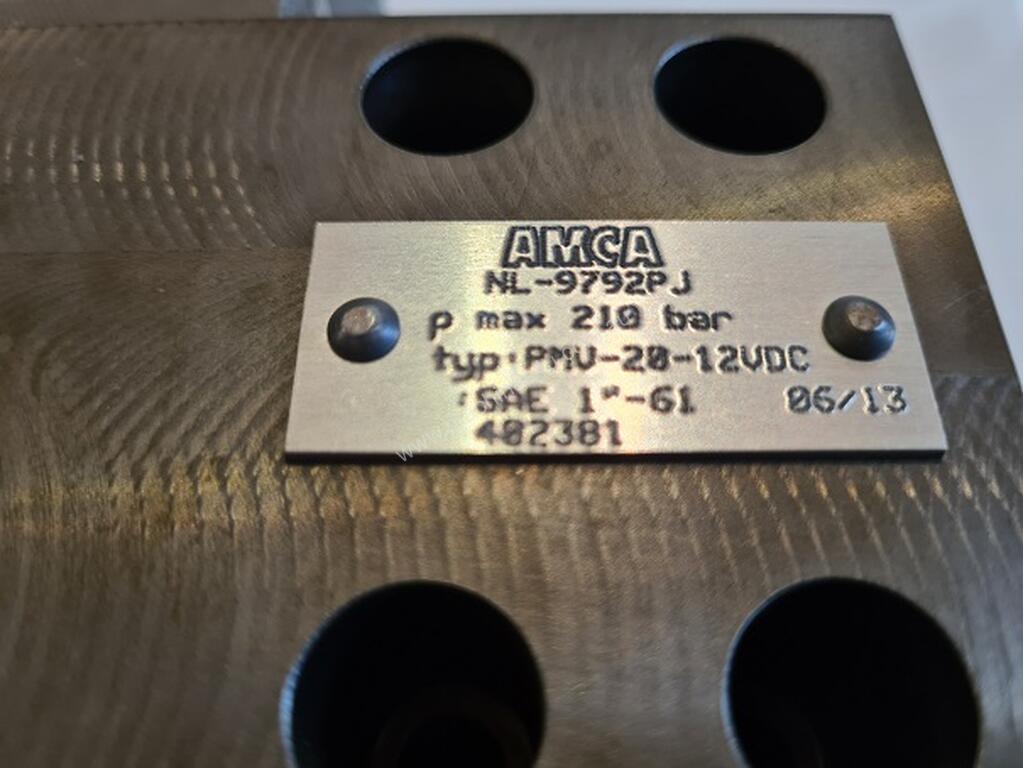 AMCA
NL-9792PJ
p max 210 bar
typ: PMV-20-12VDC
:SAE 1"-61 06/13
402381